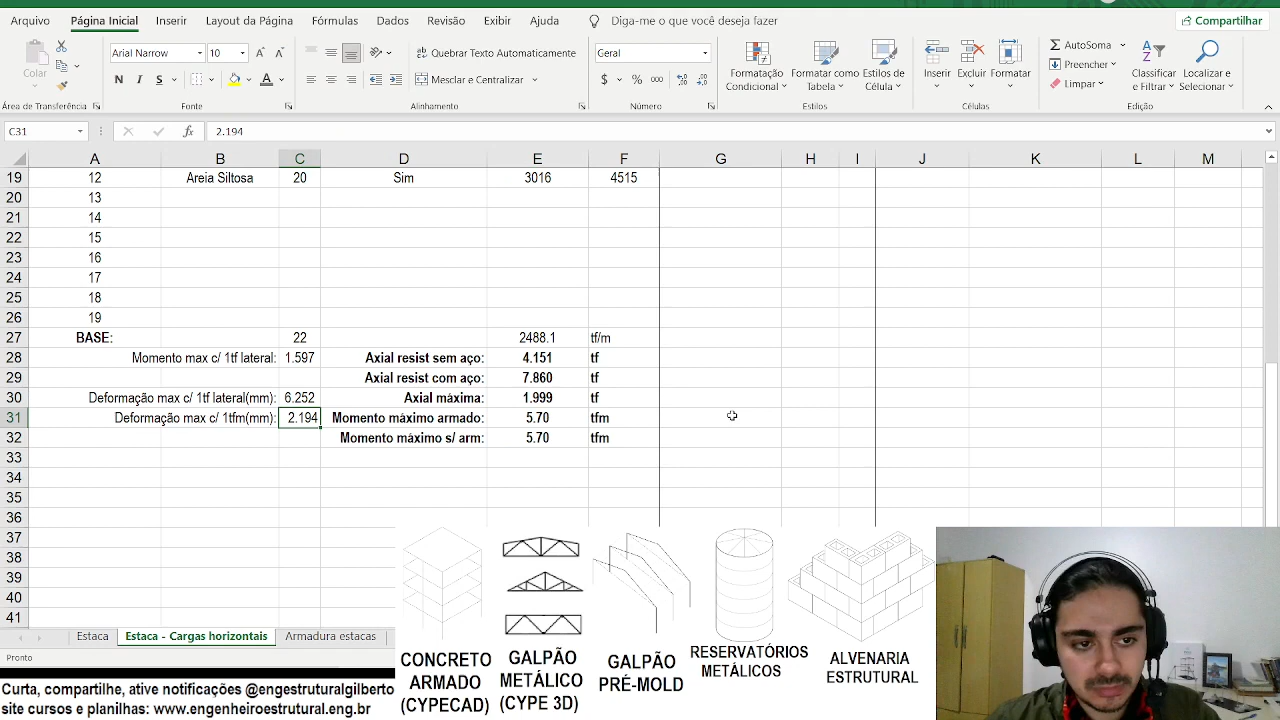 Arquivo Página Inicial Inserir Layout da Página Fórmulas Dados Revisão Exibir Ajuda Diga-me o que você deseja fazer Compartilhar
Colar
Arial Narrow 10
Quebrar Texto Automaticamente
Geral
N I S A
Mesclar e Centralizar
$ % 000
Formatação Condicional
Formatar como Tabela
Estilos de Célula
Inserir Excluir Formatar
AutoSoma
Preencher
Limpar
Classificar e Filtrar
Localizar e Selecionar
Área de Transferência Fonte Alinhamento Número Estilos Células Edição
C31 fx 2.194
A B C D E F G H I J K L M
19 12 Areia Siltosa 20 Sim 3016 4515
20 13
21 14
22 15
23 16
24 17
25 18
26 19
27 BASE: 22 2488.1 tf/m
28 Momento max c/ 1tf lateral: 1.597 Axial resist sem aço: 4.151 tf
29 Axial resist com aço: 7.860 tf
30 Deformação max c/ 1tf lateral(mm): 6.252 Axial máxima: 1.999 tf
31 Deformação max c/ 1tfm(mm): 2.194 Momento máximo armado: 5.70 tfm
32 Momento máximo s/ arm: 5.70 tfm
33
34
35
36
37
38
39
40
41
Estaca Estaca - Cargas horizontais Armadura estacas
Pronto
CONCRETO ARMADO (CYPECAD)
GALPÃO METÁLICO (CYPE 3D)
GALPÃO PRÉ-MOLD
RESERVATÓRIOS METÁLICOS
ALVENARIA ESTRUTURAL
Curta, compartilhe, ative notificações @engestruturalgilberto
site cursos e planilhas: www.engenheiroestrutural.eng.br